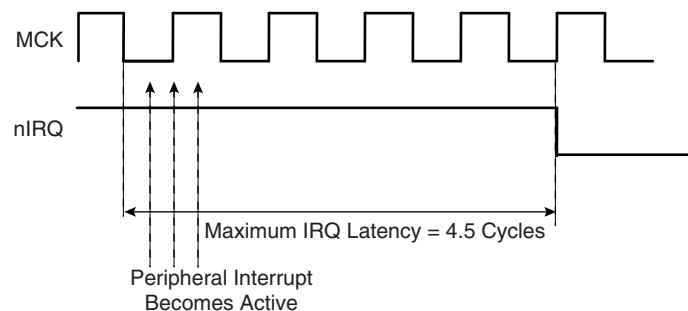 MCK
nIRQ
Maximum IRQ Latency = 4.5 Cycles
Peripheral Interrupt
Becomes Active